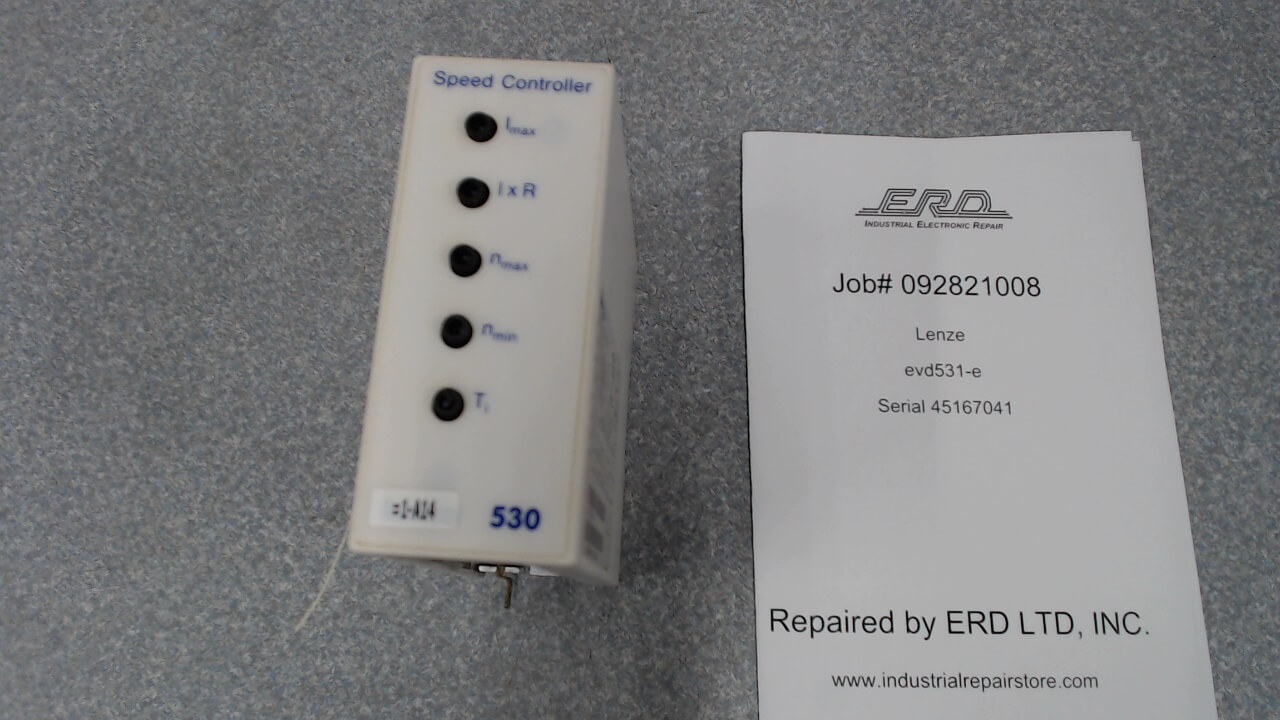 Speed Controller
Imax
I x R
nmax
nmin
Ti
=1-A14
530
ERD
INDUSTRIAL ELECTRONIC REPAIR
Job# 092821008
Lenze
evd531-e
Serial 45167041
Repaired by ERD LTD, INC.
www.industrialrepairstore.com